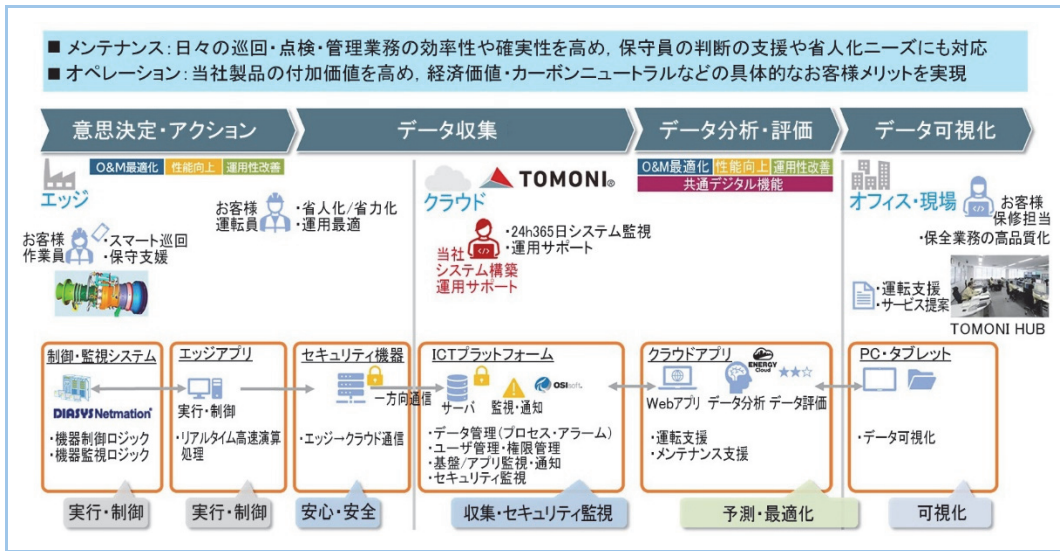 ■ メンテナンス：日々の巡回・点検・管理業務の効率性や確実性を高め，保守員の判断の支援や省人化ニーズにも対応
■ オペレーション：当社製品の付加価値を高め，経済価値・カーボンニュートラルなどの具体的なお客様メリットを実現
意思決定・アクション
データ収集
データ分析・評価
データ可視化
O&M最適化 性能向上 運用性改善
エッジ
お客様
作業員
・スマート巡回
・保守支援
お客様
運転員
・省人化/省力化
・運用最適
クラウド
TOMONI®
当社
システム構築
運用サポート
・24h365日システム監視
・運用サポート
O&M最適化 性能向上 運用性改善
共通デジタル機能
オフィス・現場
お客様
保修担当
・保全業務の高品質化
・運転支援
・サービス提案
TOMONI HUB
制御・監視システム
DIASYS Netmation®
・機器制御ロジック
・機器監視ロジック
実行・制御
エッジアプリ
実行・制御
・リアルタイム高速演算
処理
実行・制御
セキュリティ機器
一方向通信
・エッジ→クラウド通信
安心・安全
ICTプラットフォーム
サーバ
監視・通知
OSIsoft.
・データ管理(プロセス・アラーム)
・ユーザ管理・権限管理
・基盤/アプリ監視・通知
・セキュリティ監視
収集・セキュリティ監視
クラウドアプリ
ENERGY
Cloud
Webアプリ
データ分析
データ評価
・運転支援
・メンテナンス支援
予測・最適化
PC・タブレット
・データ可視化
可視化